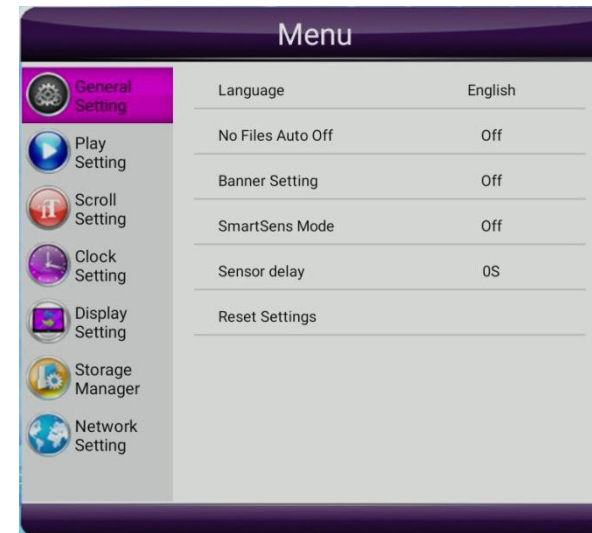 Menu
General
Setting
Play
Setting
Scroll
Setting
Clock
Setting
Display
Setting
Storage
Manager
Network
Setting
Language English
No Files Auto Off Off
Banner Setting Off
SmartSens Mode Off
Sensor delay 0S
Reset Settings